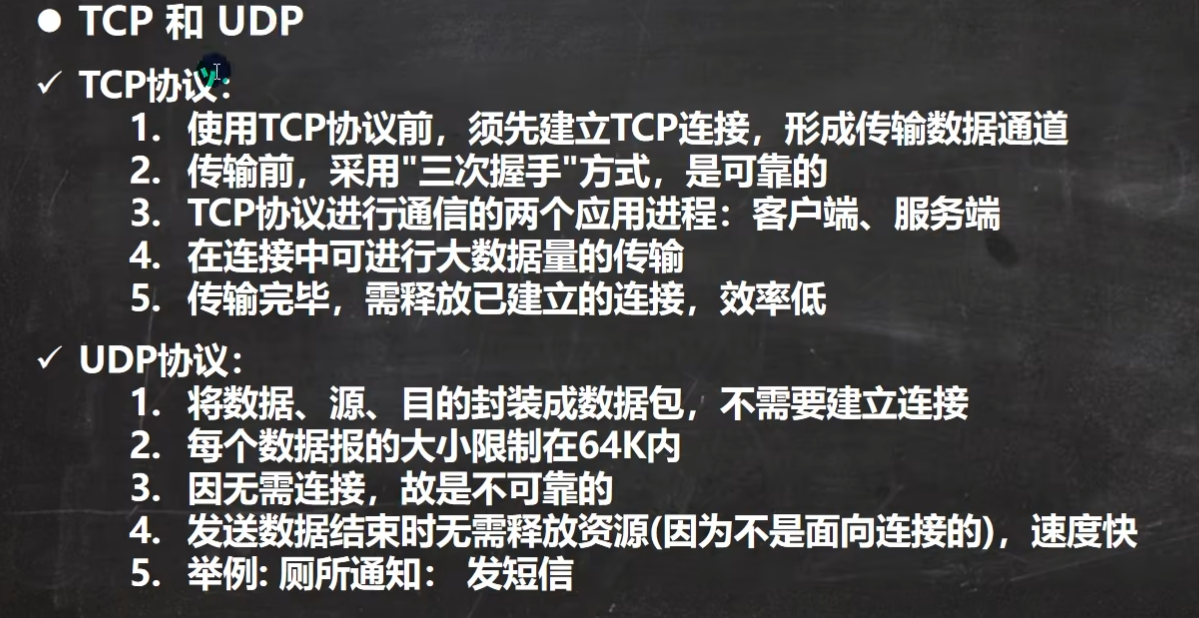 ● TCP 和 UDP
✓ TCP协议：
1. 使用TCP协议前，须先建立TCP连接，形成传输数据通道
2. 传输前，采用"三次握手"方式，是可靠的
3. TCP协议进行通信的两个应用进程：客户端、服务端
4. 在连接中可进行大数据量的传输
5. 传输完毕，需释放已建立的连接，效率低
✓ UDP协议：
1. 将数据、源、目的封装成数据包，不需要建立连接
2. 每个数据报的大小限制在64K内
3. 因无需连接，故是不可靠的
4. 发送数据结束时无需释放资源(因为不是面向连接的)，速度快
5. 举例: 厕所通知： 发短信